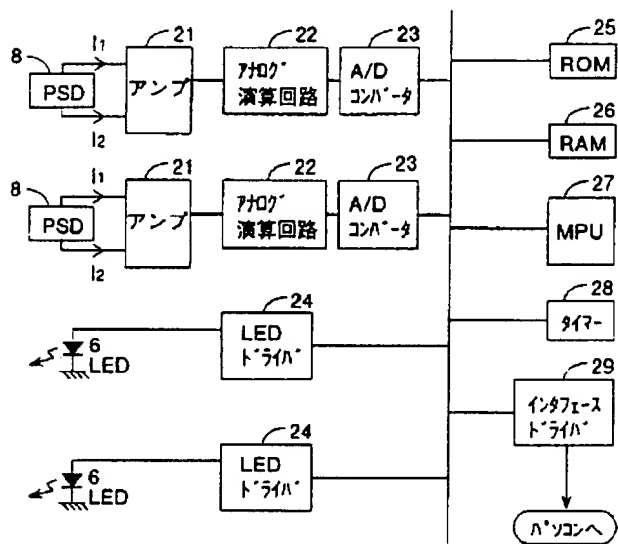 I1
21
22
23
8
PSD
アンプ
アナログ
演算回路
A/D
コンバータ
I2
25
ROM
26
RAM
I1
21
22
23
8
PSD
アンプ
アナログ
演算回路
A/D
コンバータ
I2
27
MPU
24
6
LED
LED
ドライバ
28
タイマー
29
インタフェース
ドライバ
24
6
LED
LED
ドライバ
パソコンへ